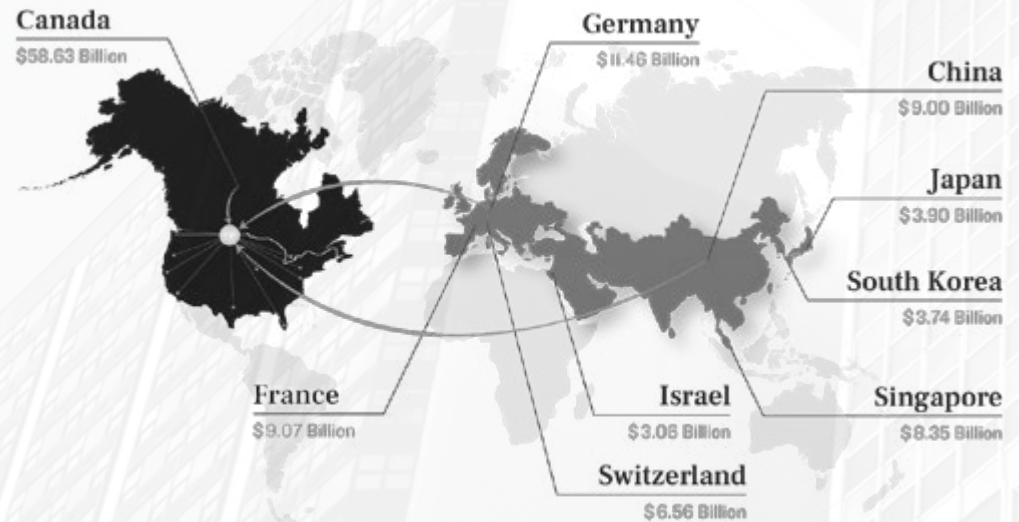 Canada
$58.63 Billion
Germany
$11.46 Billion
China
$9.00 Billion
Japan
$3.90 Billion
South Korea
$3.74 Billion
France
$9.07 Billion
Israel
$3.06 Billion
Singapore
$8.35 Billion
Switzerland
$6.56 Billion